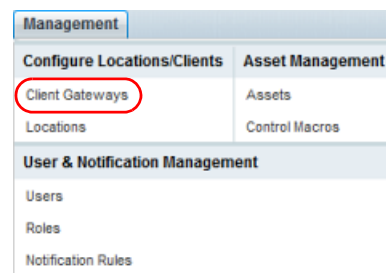 Management
Configure Locations/Clients Asset Management
Client Gateways Assets
Locations Control Macros
User & Notification Management
Users
Roles
Notification Rules